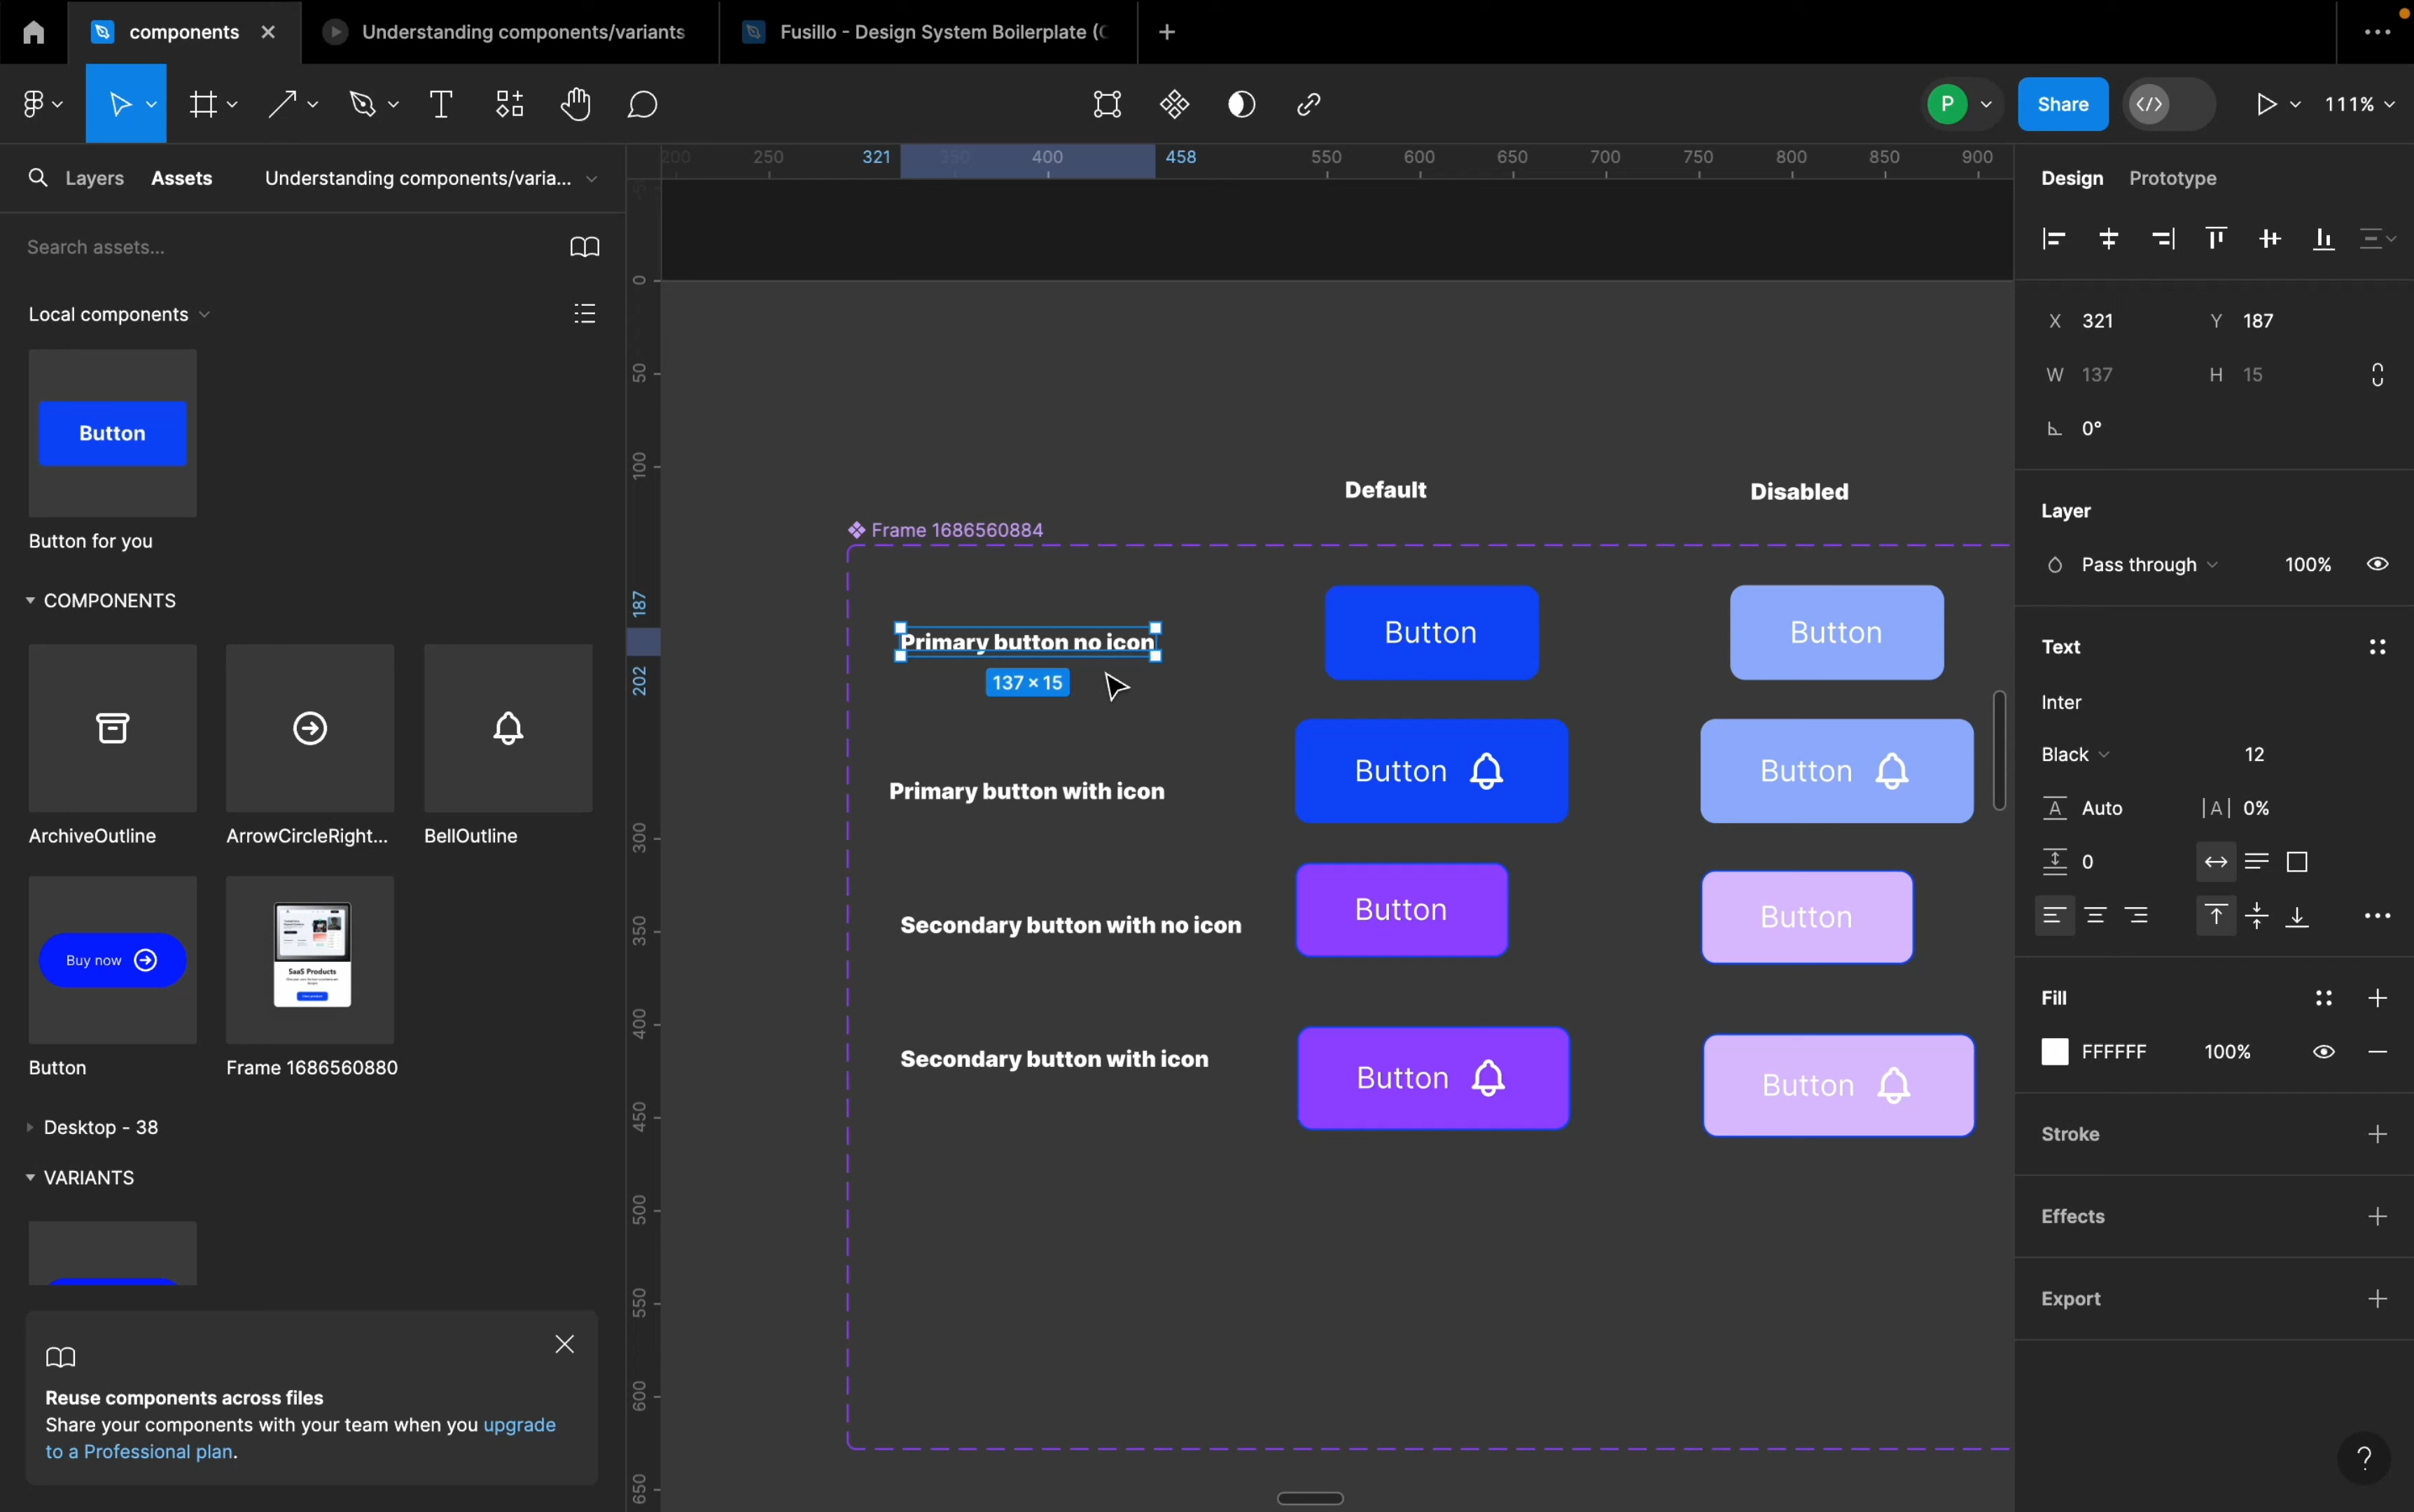 components
Understanding components/variants
Fusillo - Design System Boilerplate (
P
Share
111%
Layers
Assets
Understanding components/varia...
Search assets...
Local components
Button
Button for you
COMPONENTS
ArchiveOutline
ArrowCircleRight...
BellOutline
Buy now
SaaS Products
Button
Frame 1686560880
Desktop - 38
VARIANTS
Reuse components across files
Share your components with your team when you upgrade
to a Professional plan.
200 250 321 350 400 458 550 600 650 700 750 800 850 900
0
50
100
187
202
300
350
400
450
500
550
600
650
Default
Disabled
Frame 1686560884
Primary button no icon
137 × 15
Button
Button
Primary button with icon
Button
Button
Secondary button with no icon
Button
Button
Secondary button with icon
Button
Button
Design
Prototype
X 321 Y 187
W 137 H 15
0°
Layer
Pass through 100%
Text
Inter
Black 12
A Auto |A| 0%
0
Fill
FFFFFF 100%
Stroke
Effects
Export
?